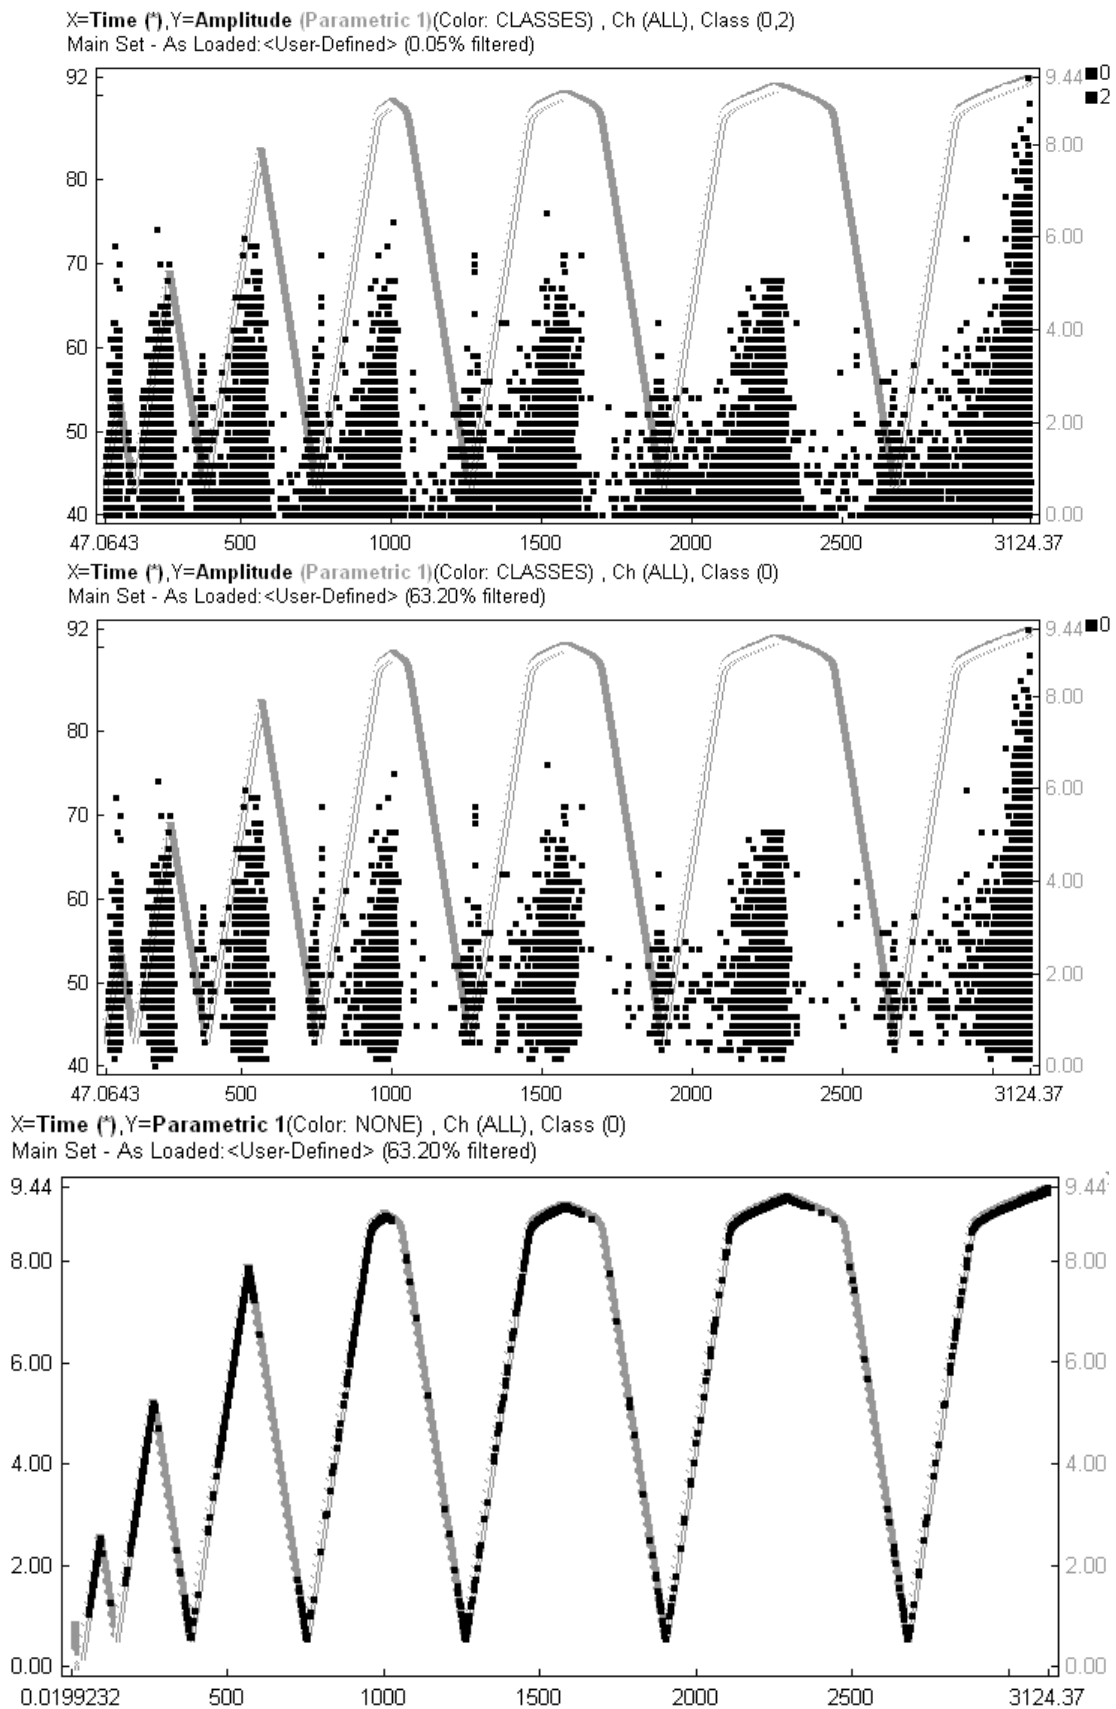 X=Time (*),Y=Amplitude (Parametric 1)(Color: CLASSES) , Ch (ALL), Class (0,2)
Main Set - As Loaded:<User-Defined> (0.05% filtered)
92 9.44 0
2
8.00
80
70 6.00
60 4.00
50 2.00
40 0.00
47.0643 500 1000 1500 2000 2500 3124.37
X=Time (*),Y=Amplitude (Parametric 1)(Color: CLASSES) , Ch (ALL), Class (0)
Main Set - As Loaded:<User-Defined> (63.20% filtered)
92 9.44 0
8.00
80
70 6.00
60 4.00
50 2.00
40 0.00
47.0643 500 1000 1500 2000 2500 3124.37
X=Time (*),Y=Parametric 1(Color: NONE) , Ch (ALL), Class (0)
Main Set - As Loaded:<User-Defined> (63.20% filtered)
9.44 9.44
8.00 8.00
6.00 6.00
4.00 4.00
2.00 2.00
0.00 0.00
0.0199232 500 1000 1500 2000 2500 3124.37